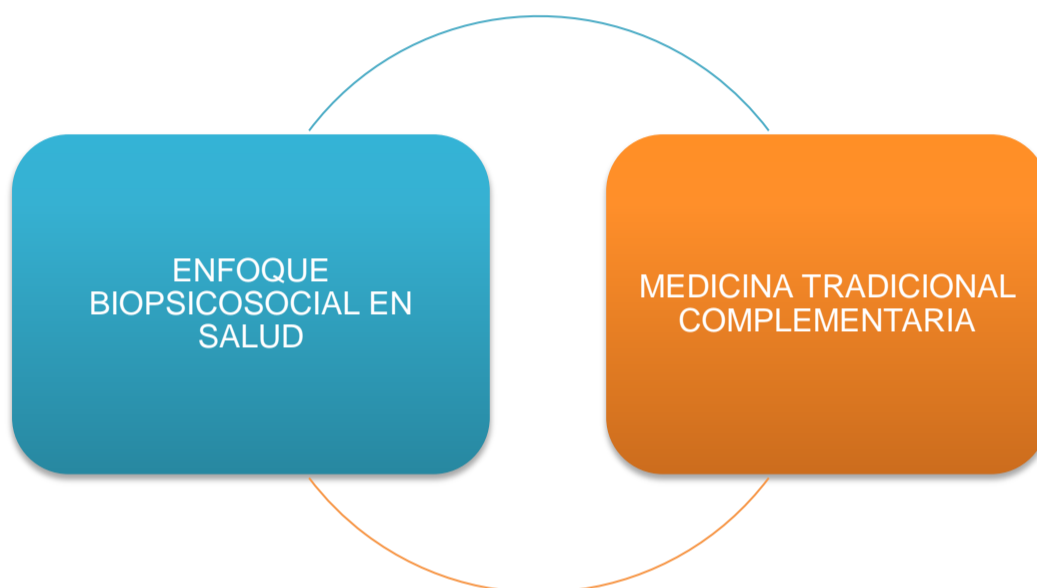 ENFOQUE
BIOPSICOSOCIAL EN
SALUD
MEDICINA TRADICIONAL
COMPLEMENTARIA